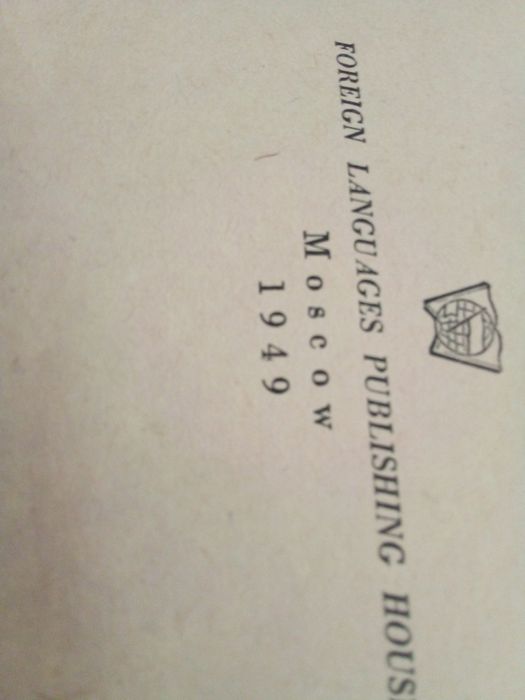 FOREIGN LANGUAGES PUBLISHING HOUS
Moscow
1949